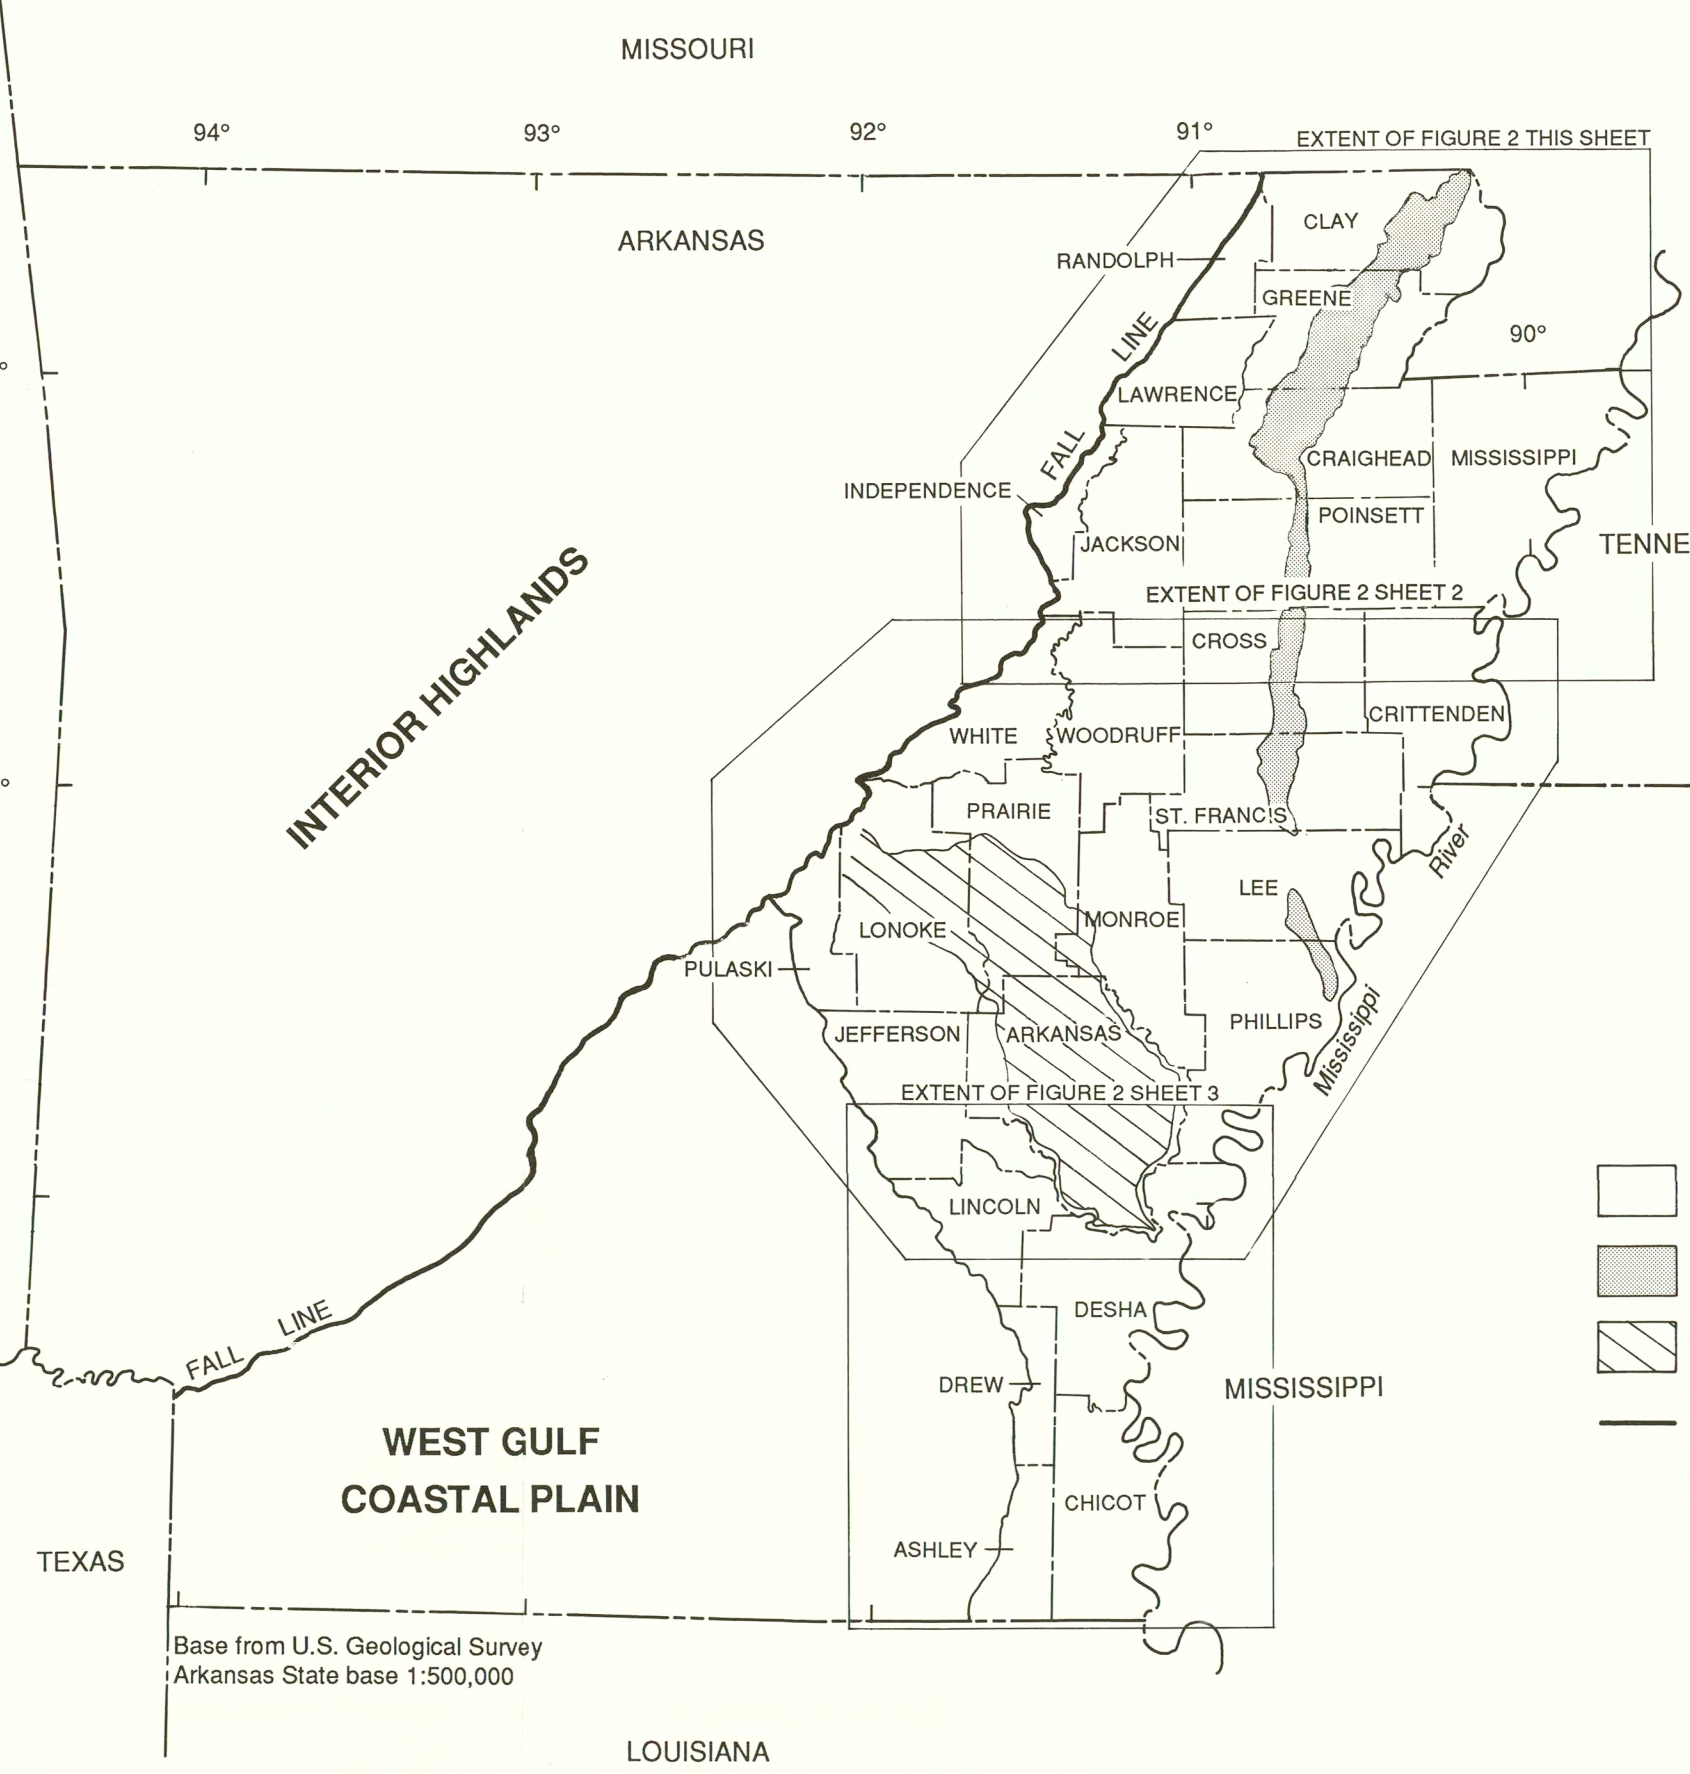 MISSOURI
94°
93°
92°
91°
EXTENT OF FIGURE 2 THIS SHEET
ARKANSAS
CLAY
RANDOLPH
GREENE
90°
FALL LINE
LAWRENCE
CRAIGHEAD
MISSISSIPPI
INDEPENDENCE
POINSETT
JACKSON
TENNE
EXTENT OF FIGURE 2 SHEET 2
INTERIOR HIGHLANDS
CROSS
CRITTENDEN
WHITE
WOODRUFF
PRAIRIE
ST. FRANCIS
Mississippi River
LEE
MONROE
LONOKE
PULASKI
PHILLIPS
JEFFERSON
ARKANSAS
EXTENT OF FIGURE 2 SHEET 3
LINCOLN
DESHA
FALL LINE
DREW
MISSISSIPPI
WEST GULF
COASTAL PLAIN
CHICOT
ASHLEY
TEXAS
Base from U.S. Geological Survey
Arkansas State base 1:500,000
LOUISIANA